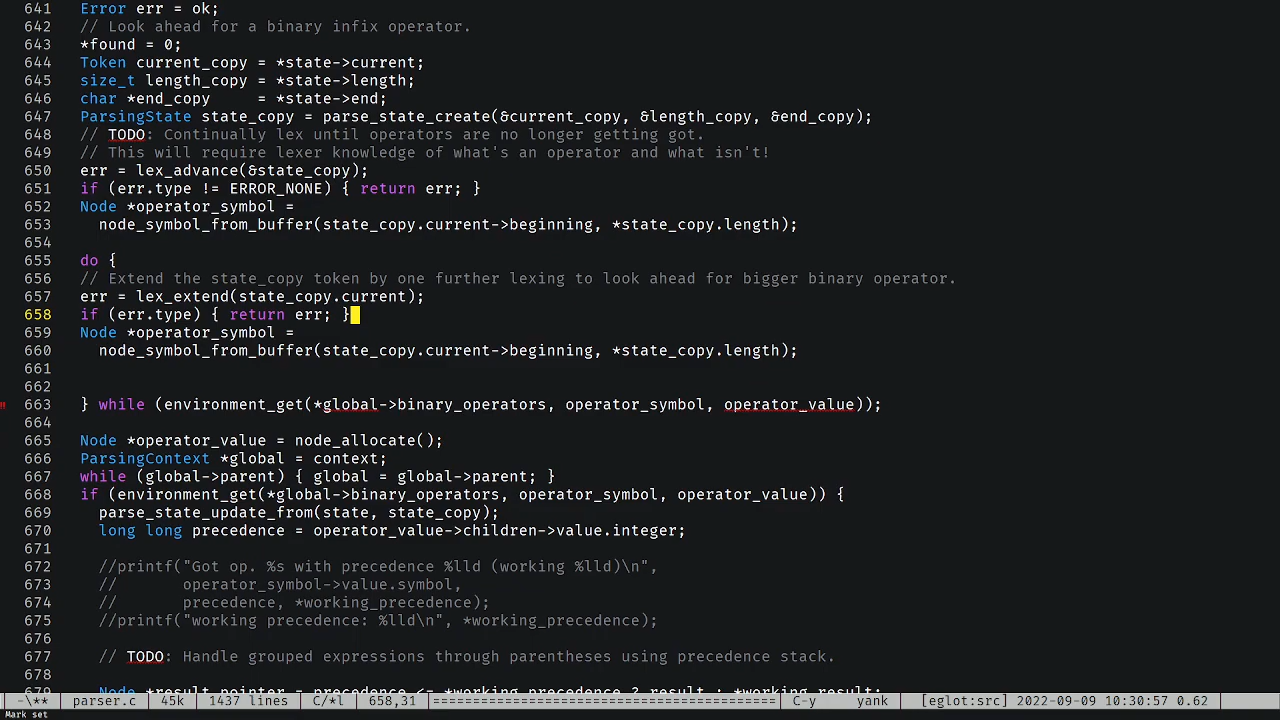 641 Error err = ok;
642 // Look ahead for a binary infix operator.
643 *found = 0;
644 Token current_copy = *state->current;
645 size_t length_copy = *state->length;
646 char *end_copy     = *state->end;
647 ParsingState state_copy = parse_state_create(&current_copy, &length_copy, &end_copy);
648 // TODO: Continually lex until operators are no longer getting got.
649 // This will require lexer knowledge of what's an operator and what isn't!
650 err = lex_advance(&state_copy);
651 if (err.type != ERROR_NONE) { return err; }
652 Node *operator_symbol =
653   node_symbol_from_buffer(state_copy.current->beginning, *state_copy.length);
654
655 do {
656 // Extend the state_copy token by one further lexing to look ahead for bigger binary operator.
657 err = lex_extend(state_copy.current);
658 if (err.type) { return err; }
659 Node *operator_symbol =
660   node_symbol_from_buffer(state_copy.current->beginning, *state_copy.length);
661
662
663 } while (environment_get(*global->binary_operators, operator_symbol, operator_value));
664
665 Node *operator_value = node_allocate();
666 ParsingContext *global = context;
667 while (global->parent) { global = global->parent; }
668 if (environment_get(*global->binary_operators, operator_symbol, operator_value)) {
669   parse_state_update_from(state, state_copy);
670   long long precedence = operator_value->children->value.integer;
671
672   //printf("Got op. %s with precedence %lld (working %lld)\n",
673   //       operator_symbol->value.symbol,
674   //       precedence, *working_precedence);
675   //printf("working precedence: %lld\n", *working_precedence);
676
677   // TODO: Handle grouped expressions through parentheses using precedence stack.
678
679   Node *result_pointer = precedence <= *working_precedence ? result : *working_result;
-\** parser.c 45k 1437 lines C/*l 658,31 ===================================== C-y yank [eglot:src] 2022-09-09 10:30:57 0.62
Mark set